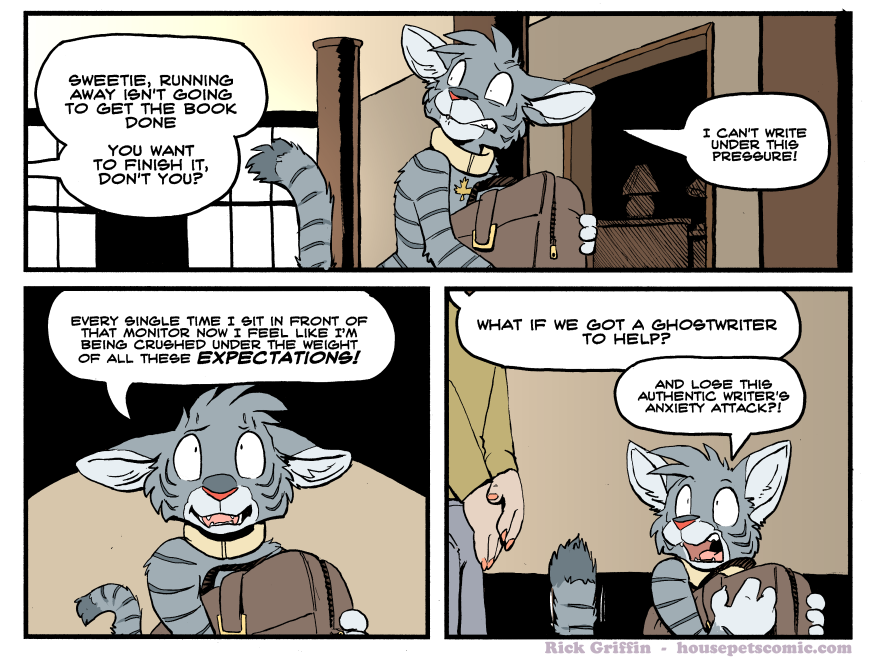 SWEETIE, RUNNING
AWAY ISN'T GOING
TO GET THE BOOK
DONE
YOU WANT
TO FINISH IT,
DON'T YOU?
I CAN'T WRITE
UNDER THIS
PRESSURE!
EVERY SINGLE TIME I SIT IN FRONT OF
THAT MONITOR NOW I FEEL LIKE I'M
BEING CRUSHED UNDER THE WEIGHT
OF ALL THESE EXPECTATIONS!
WHAT IF WE GOT A GHOSTWRITER
TO HELP?
AND LOSE THIS
AUTHENTIC WRITER'S
ANXIETY ATTACK?!
Rick Griffin - housepetscomic.com